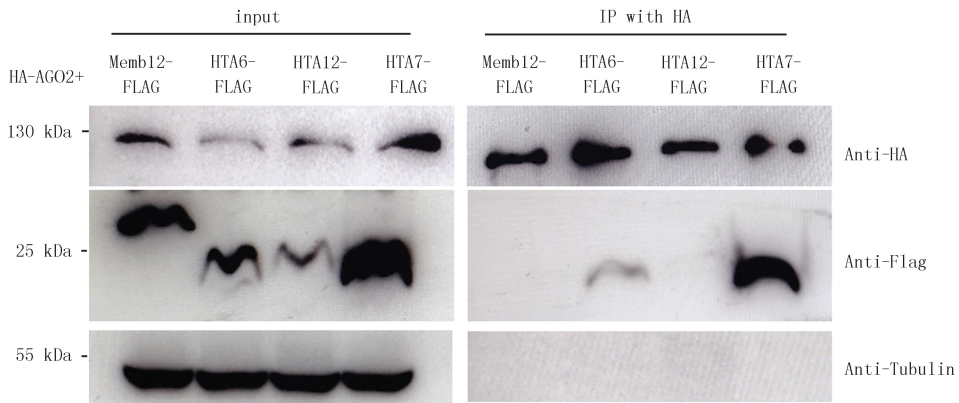 input
IP with HA
HA-AGO2+
Memb12-
FLAG
HTA6-
FLAG
HTA12-
FLAG
HTA7-
FLAG
Memb12-
FLAG
HTA6-
FLAG
HTA12-
FLAG
HTA7-
FLAG
130 kDa
Anti-HA
25 kDa
Anti-Flag
55 kDa
Anti-Tubulin